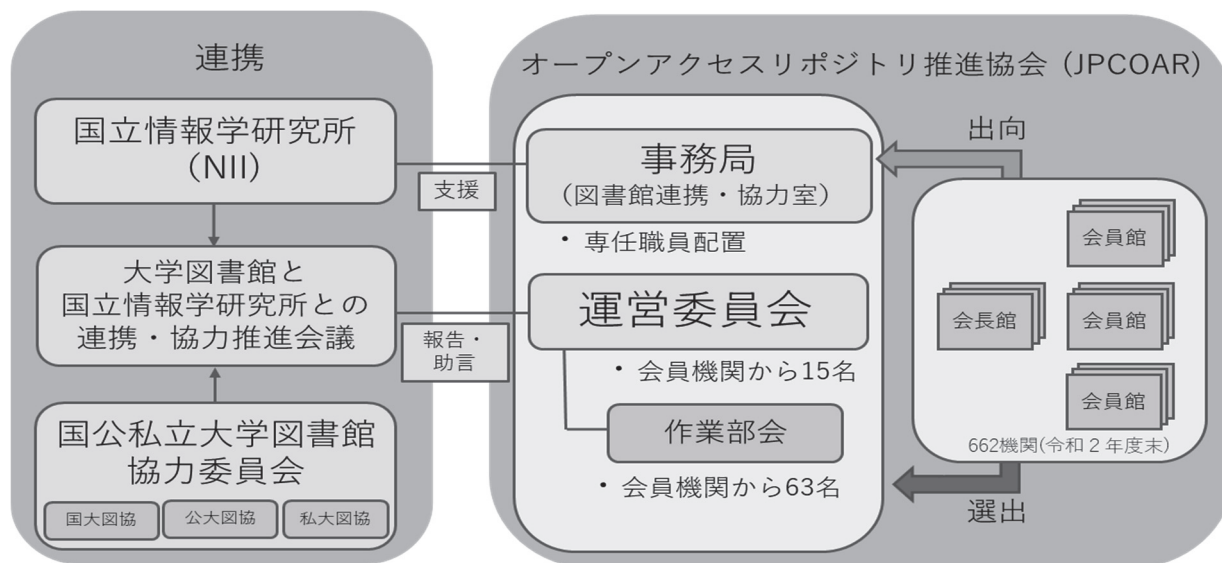 連携
国立情報学研究所
(NII)
大学図書館と
国立情報学研究所との
連携・協力推進会議
国公私立大学図書館
協力委員会
国大図協
公大図協
私大図協
支援
報告・
助言
オープンアクセスリポジトリ推進協会 (JPCOAR)
事務局
(図書館連携・協力室)
・専任職員配置
運営委員会
・会員機関から15名
作業部会
・会員機関から63名
出向
会員館
会長館
会員館
会員館
662機関(令和2年度末)
選出